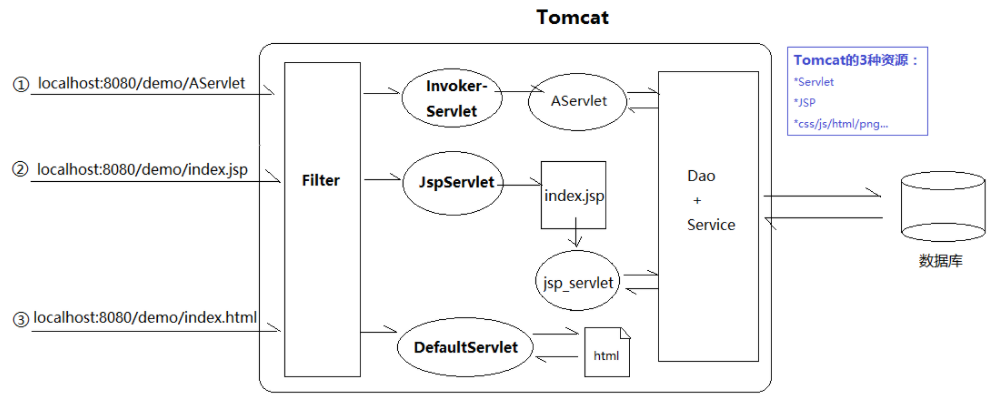 Tomcat
① localhost:8080/demo/AServlet
Invoker-
Servlet
AServlet
Tomcat的3种资源：
*Servlet
*JSP
*css/js/html/png...
② localhost:8080/demo/index.jsp
Filter
JspServlet
index.jsp
Dao
+
Service
数据库
jsp_servlet
③ localhost:8080/demo/index.html
DefaultServlet
html